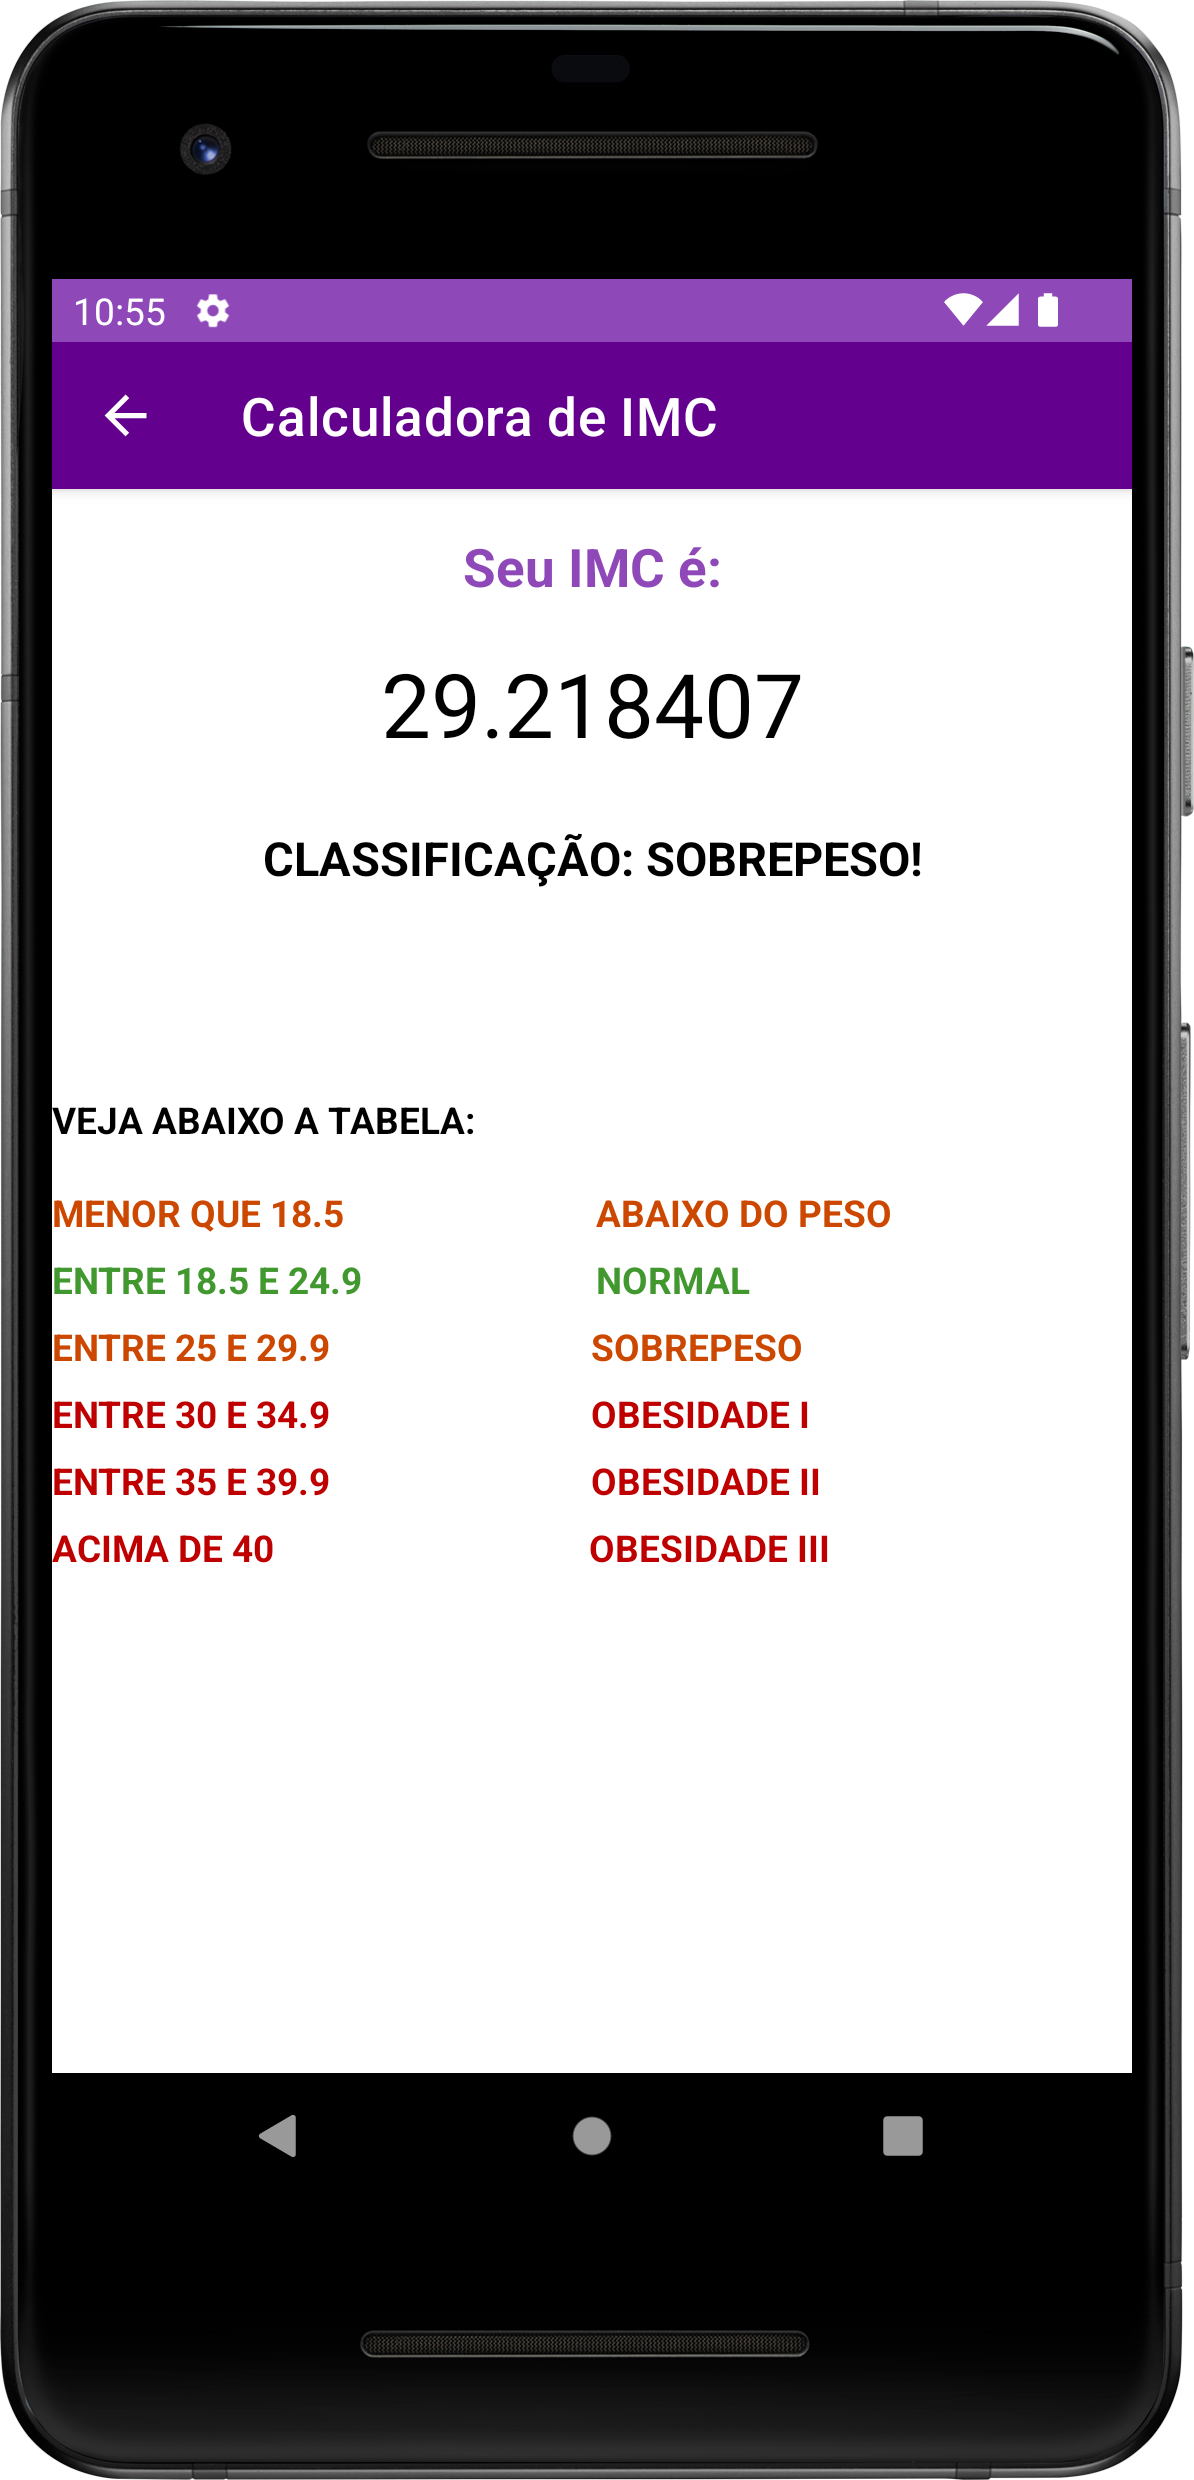 10:55
Calculadora de IMC
Seu IMC é:
29.218407
CLASSIFICAÇÃO: SOBREPESO!
VEJA ABAIXO A TABELA:
MENOR QUE 18.5 ABAIXO DO PESO
ENTRE 18.5 E 24.9 NORMAL
ENTRE 25 E 29.9 SOBREPESO
ENTRE 30 E 34.9 OBESIDADE I
ENTRE 35 E 39.9 OBESIDADE II
ACIMA DE 40 OBESIDADE III